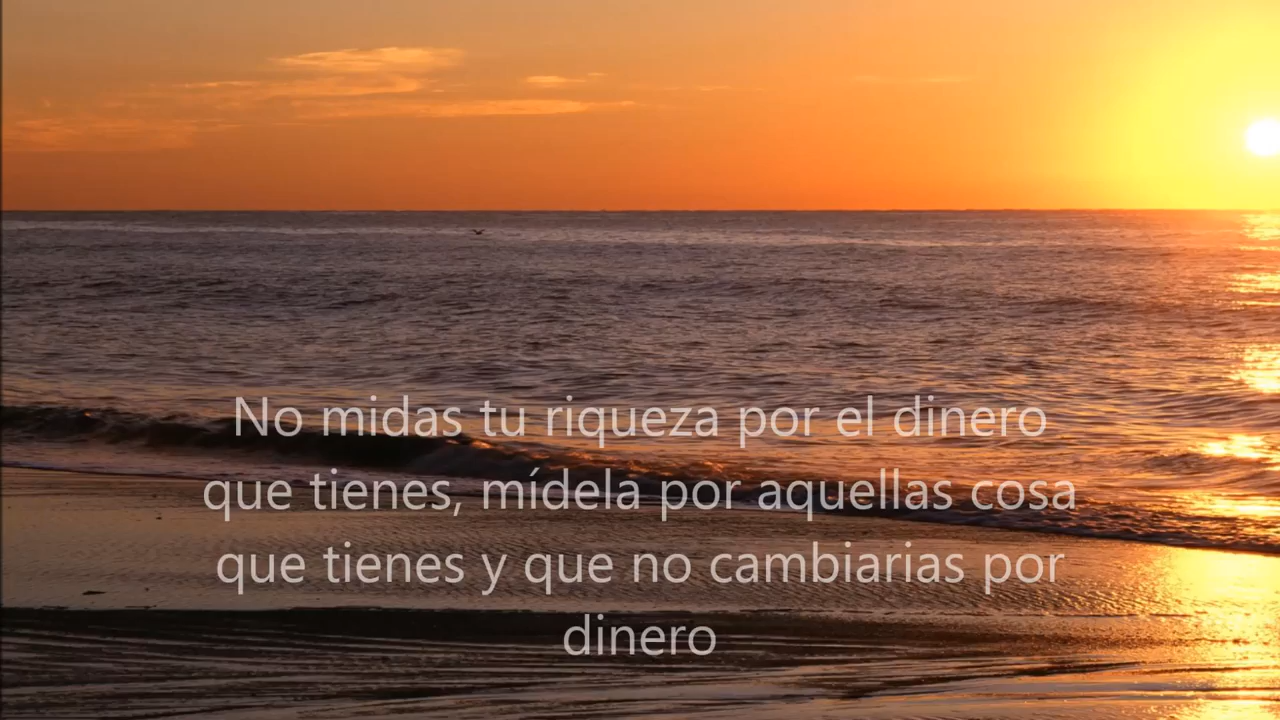 No midas tu riqueza por el dinero
que tienes, mídela por aquellas cosa
que tienes y que no cambiarias por
dinero